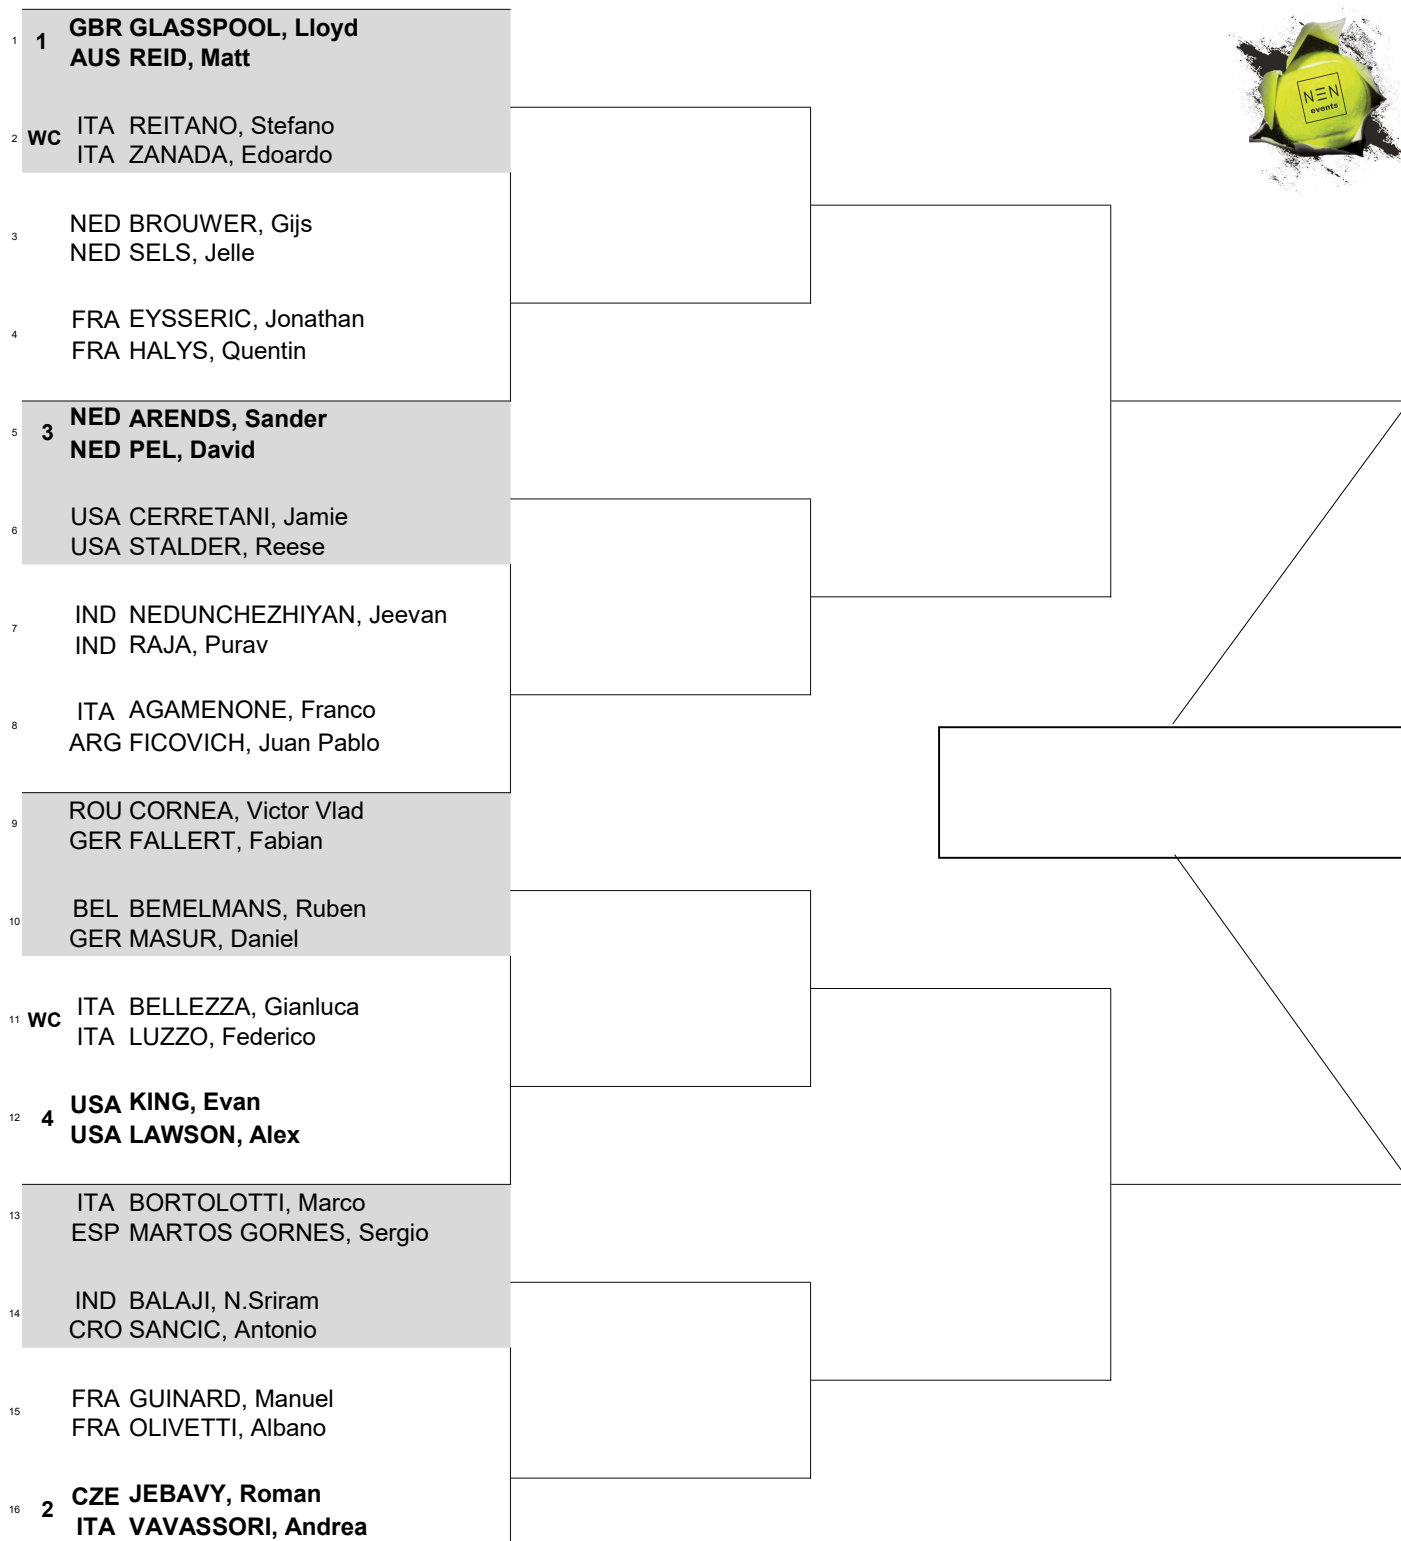 1 1 GBR GLASSPOOL, Lloyd
AUS REID, Matt
2 WC ITA REITANO, Stefano
ITA ZANADA, Edoardo
3 NED BROUWER, Gijs
NED SELS, Jelle
4 FRA EYSSERIC, Jonathan
FRA HALYS, Quentin
5 3 NED ARENDS, Sander
NED PEL, David
6 USA CERRETANI, Jamie
USA STALDER, Reese
7 IND NEDUNCHEZHIYAN, Jeevan
IND RAJA, Purav
8 ITA AGAMENONE, Franco
ARG FICOVICH, Juan Pablo
9 ROU CORNEA, Victor Vlad
GER FALLERT, Fabian
10 BEL BEMELMANS, Ruben
GER MASUR, Daniel
11 WC ITA BELLEZZA, Gianluca
ITA LUZZO, Federico
12 4 USA KING, Evan
USA LAWSON, Alex
13 ITA BORTOLOTTI, Marco
ESP MARTOS GORNES, Sergio
14 IND BALAJI, N.Sriram
CRO SANCIC, Antonio
15 FRA GUINARD, Manuel
FRA OLIVETTI, Albano
16 2 CZE JEBAVY, Roman
ITA VAVASSORI, Andrea
NEN
events